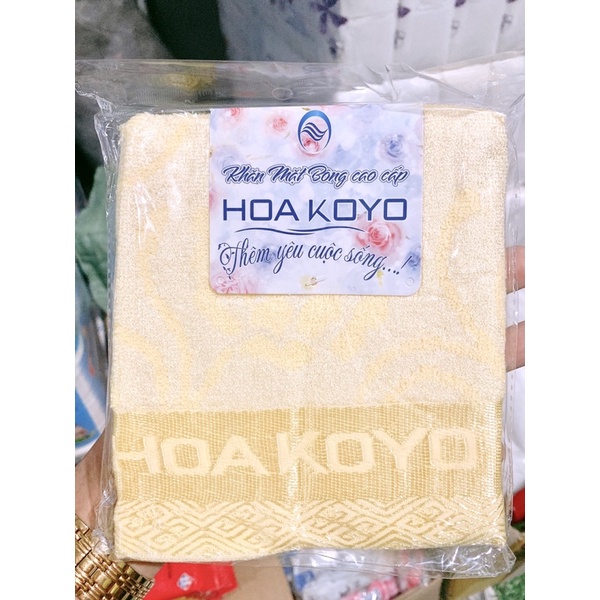 Khăn Mặt Bông cao cấp
HOA KOYO
Thêm yêu cuộc sống....!
HOA KOYO